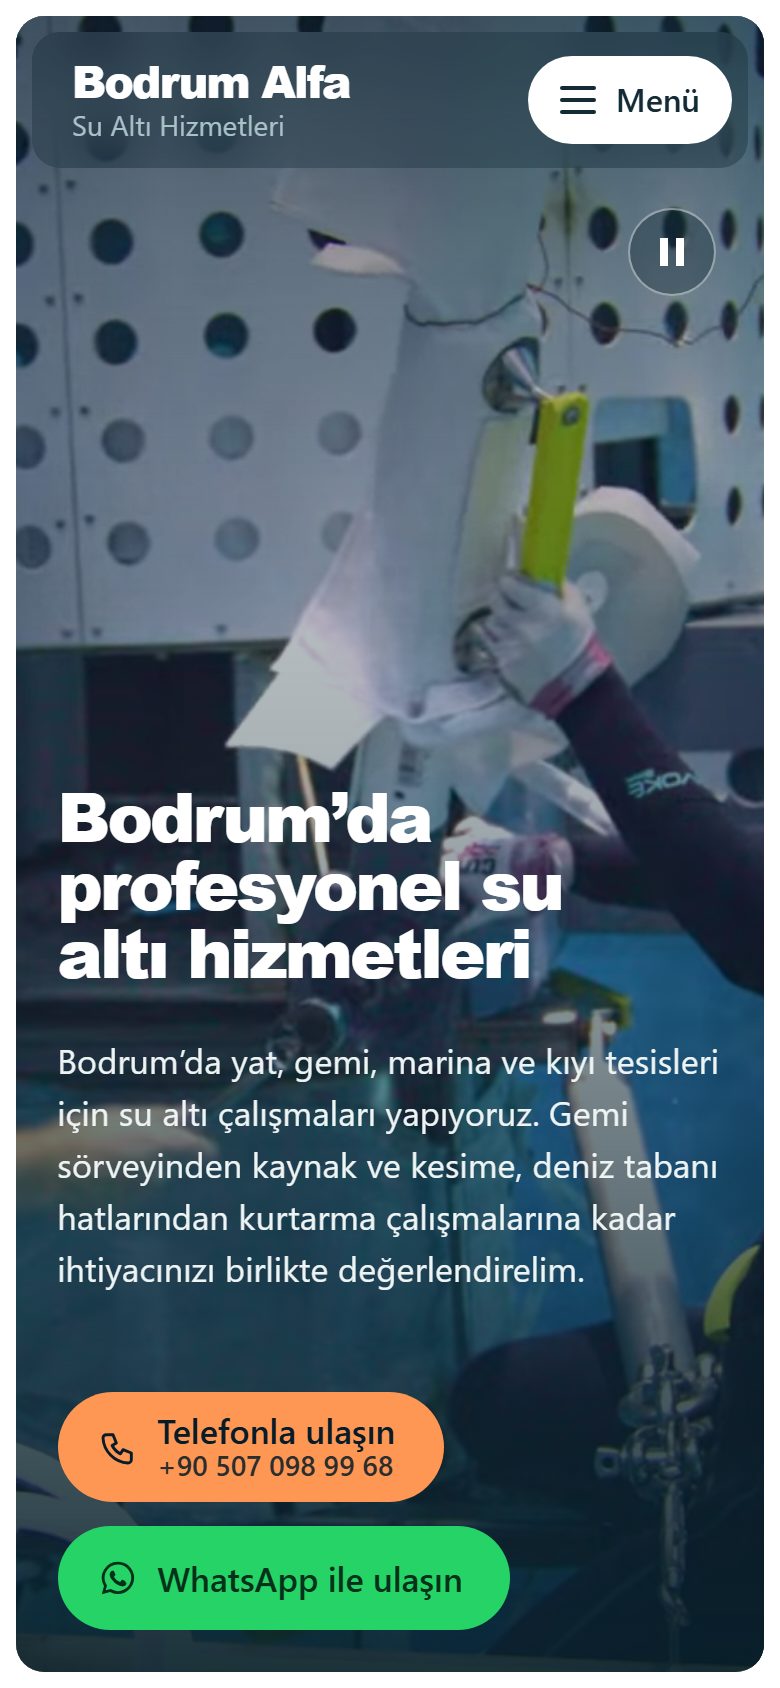 Bodrum Alfa
Su Altı Hizmetleri
Menü
Bodrum’da
profesyonel su
altı hizmetleri
Bodrum’da yat, gemi, marina ve kıyı tesisleri
için su altı çalışmaları yapıyoruz. Gemi
sörveyinden kaynak ve kesime, deniz tabanı
hatlarından kurtarma çalışmalarına kadar
ihtiyacınızı birlikte değerlendirelim.
Telefonla ulaşın
+90 507 098 99 68
WhatsApp ile ulaşın